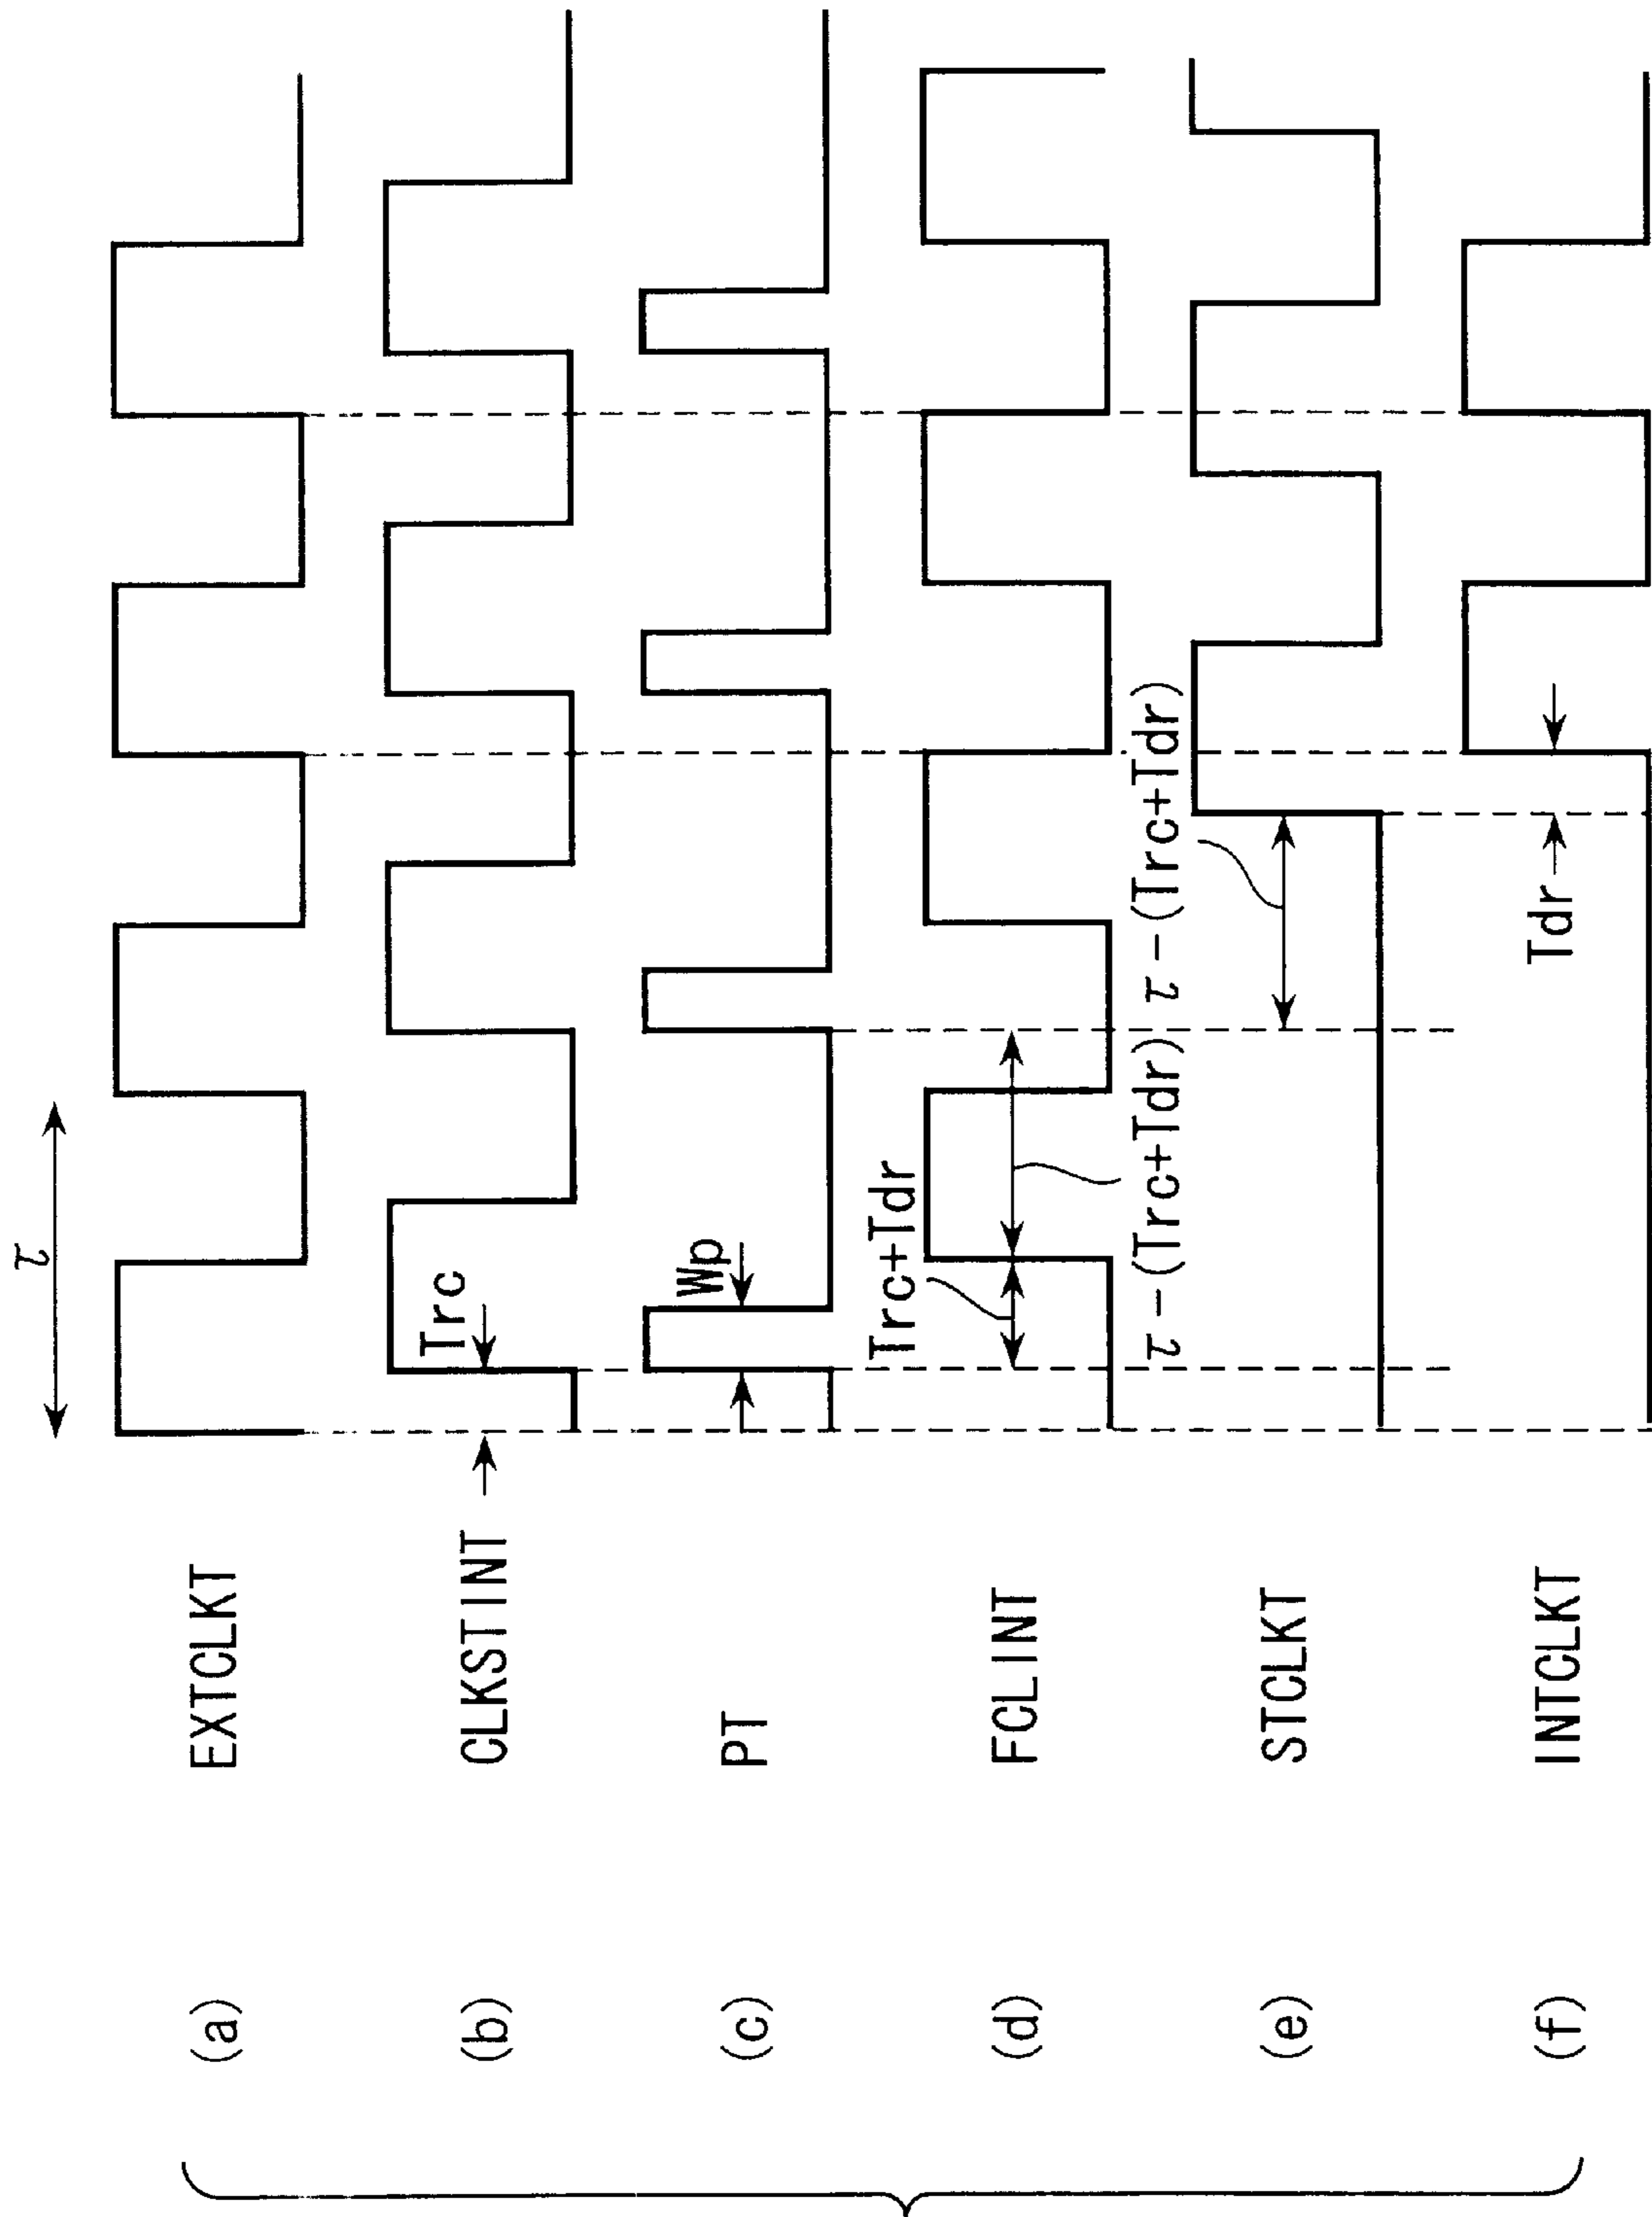 τ
(a) EXTCLKT
(b) CLKSTINT
Trc
(c) PT
Wp
(d) FCLINT
Trc+Tdr
τ-(Trc+Tdr) τ-(Trc+Tdr)
(e) STCLKT
(f) INTCLKT
Tdr